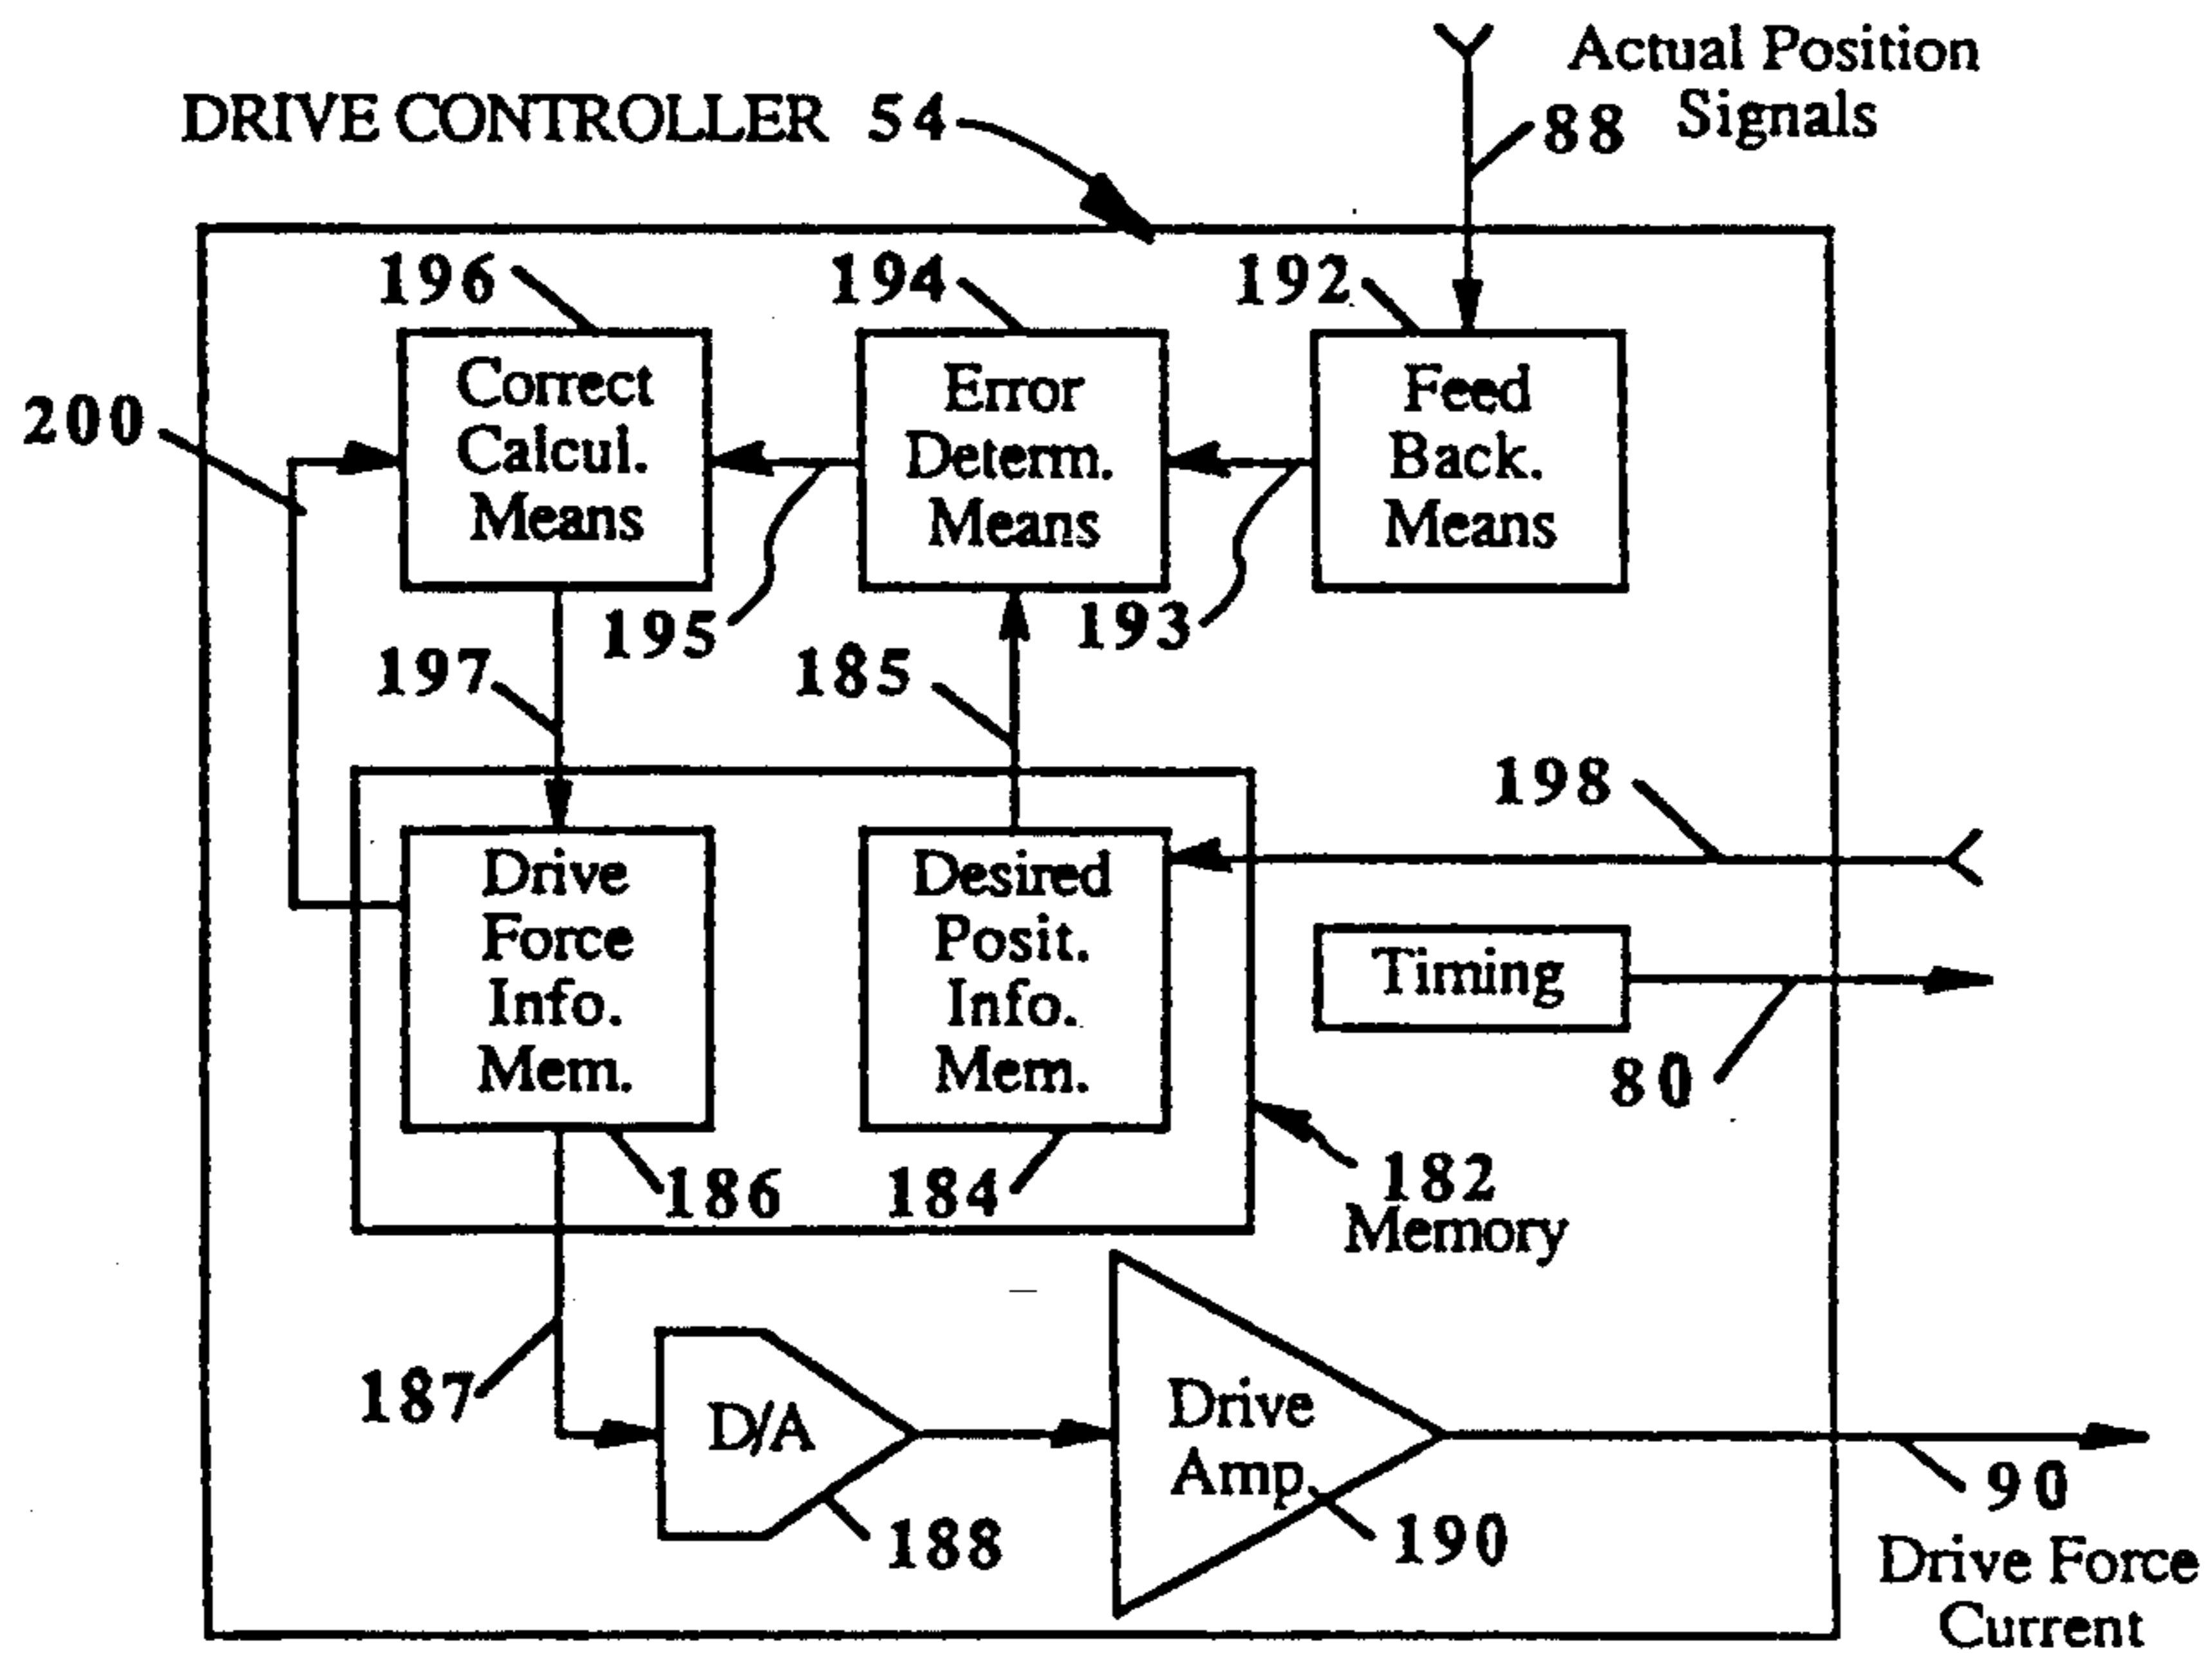 Actual Position
Signals
DRIVE CONTROLLER 54
88
196
194
192
Correct
Calcul.
Means
Error
Determ.
Means
Feed
Back.
Means
200
195
193
197
185
198
Drive
Force
Info.
Mem.
Desired
Posit.
Info.
Mem.
Timing
80
186
184
182
Memory
187
D/A
Drive
Amp.
188
190
90
Drive Force
Current